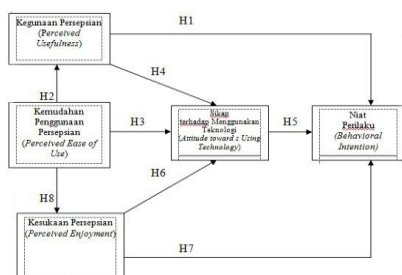 H1
Kegunaan Persepsian
(Perceived
Usefulness)
H4
H2
Kemudahan
Penggunaan
Persepsian
(Perceived Ease of
Use)
H3
Sikap
terhadap Menggunakan
Teknologi
(Attitude toward s Using
Technology)
H5
Niat
Perilaku
(Behavioral
Intention)
H8
H6
Kesukaan Persepsian
(Perceived Enjoyment)
H7